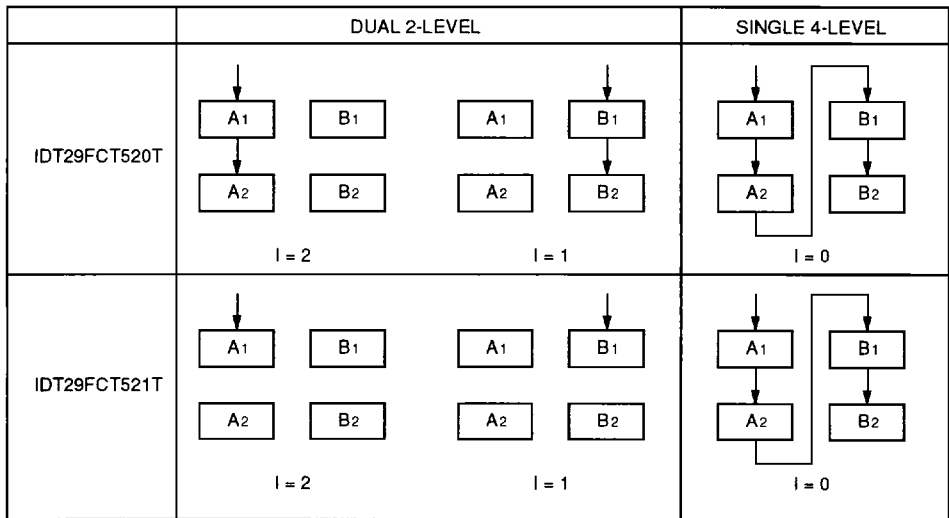 DUAL 2-LEVEL SINGLE 4-LEVEL
A1 B1 A1 B1 A1 B1
IDT29FCT520T
A2 B2 A2 B2 A2 B2
I = 2 I = 1 I = 0
A1 B1 A1 B1 A1 B1
IDT29FCT521T
A2 B2 A2 B2 A2 B2
I = 2 I = 1 I = 0